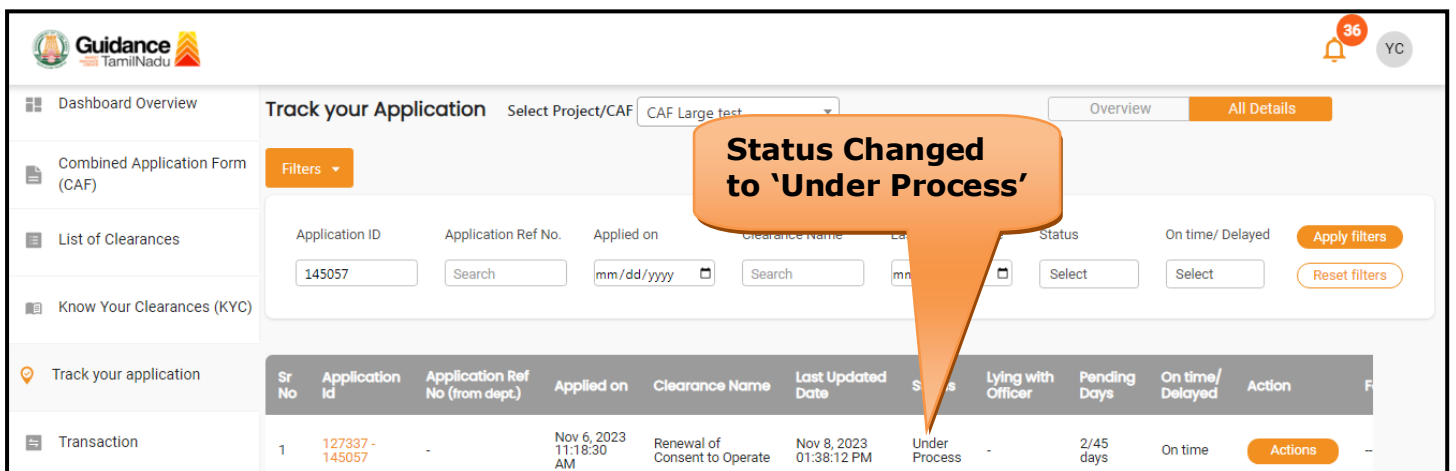 Guidance
TamilNadu
36
YC
Dashboard Overview
Combined Application Form
(CAF)
List of Clearances
Know Your Clearances (KYC)
Track your application
Transaction
Track your Application
Select Project/CAF
CAF Large test
Overview
All Details
Status Changed
to ‘Under Process’
Filters
Application ID
Application Ref No.
Applied on
Clearance Name
Status
On time/ Delayed
Apply filters
145057
Search
mm/dd/yyyy
Search
Select
Select
Reset filters
Sr
No
Application
Id
Application Ref
No (from dept.)
Applied on
Clearance Name
Last Updated
Date
Lying with
Officer
Pending
Days
On time/
Delayed
Action
1
127337 -
145057
-
Nov 6, 2023
11:18:30
AM
Renewal of
Consent to Operate
Nov 8, 2023
01:38:12 PM
Under
Process
-
2/45
days
On time
Actions
--